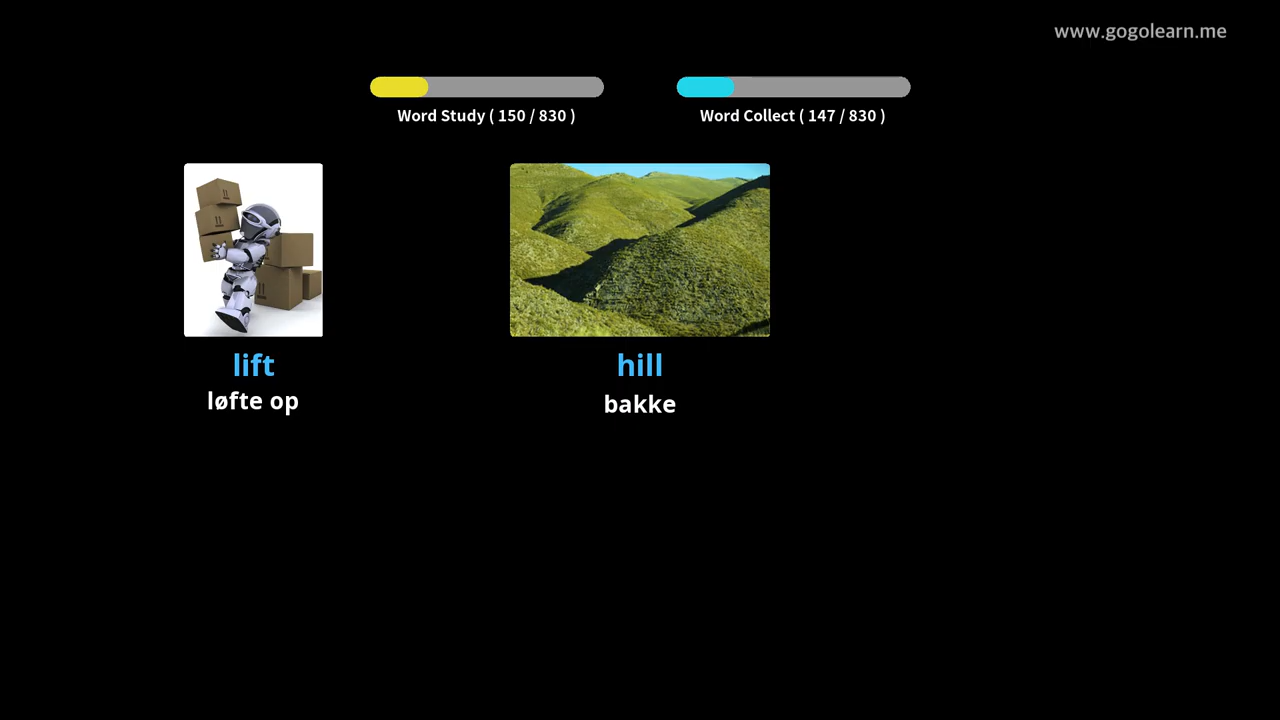 www.gogolearn.me
Word Study ( 150 / 830 )
Word Collect ( 147 / 830 )
lift
løfte op
hill
bakke